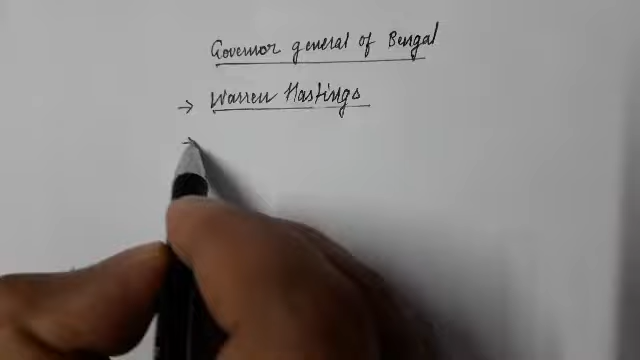 Governor general of Bengal
→ Warren Hastings
→